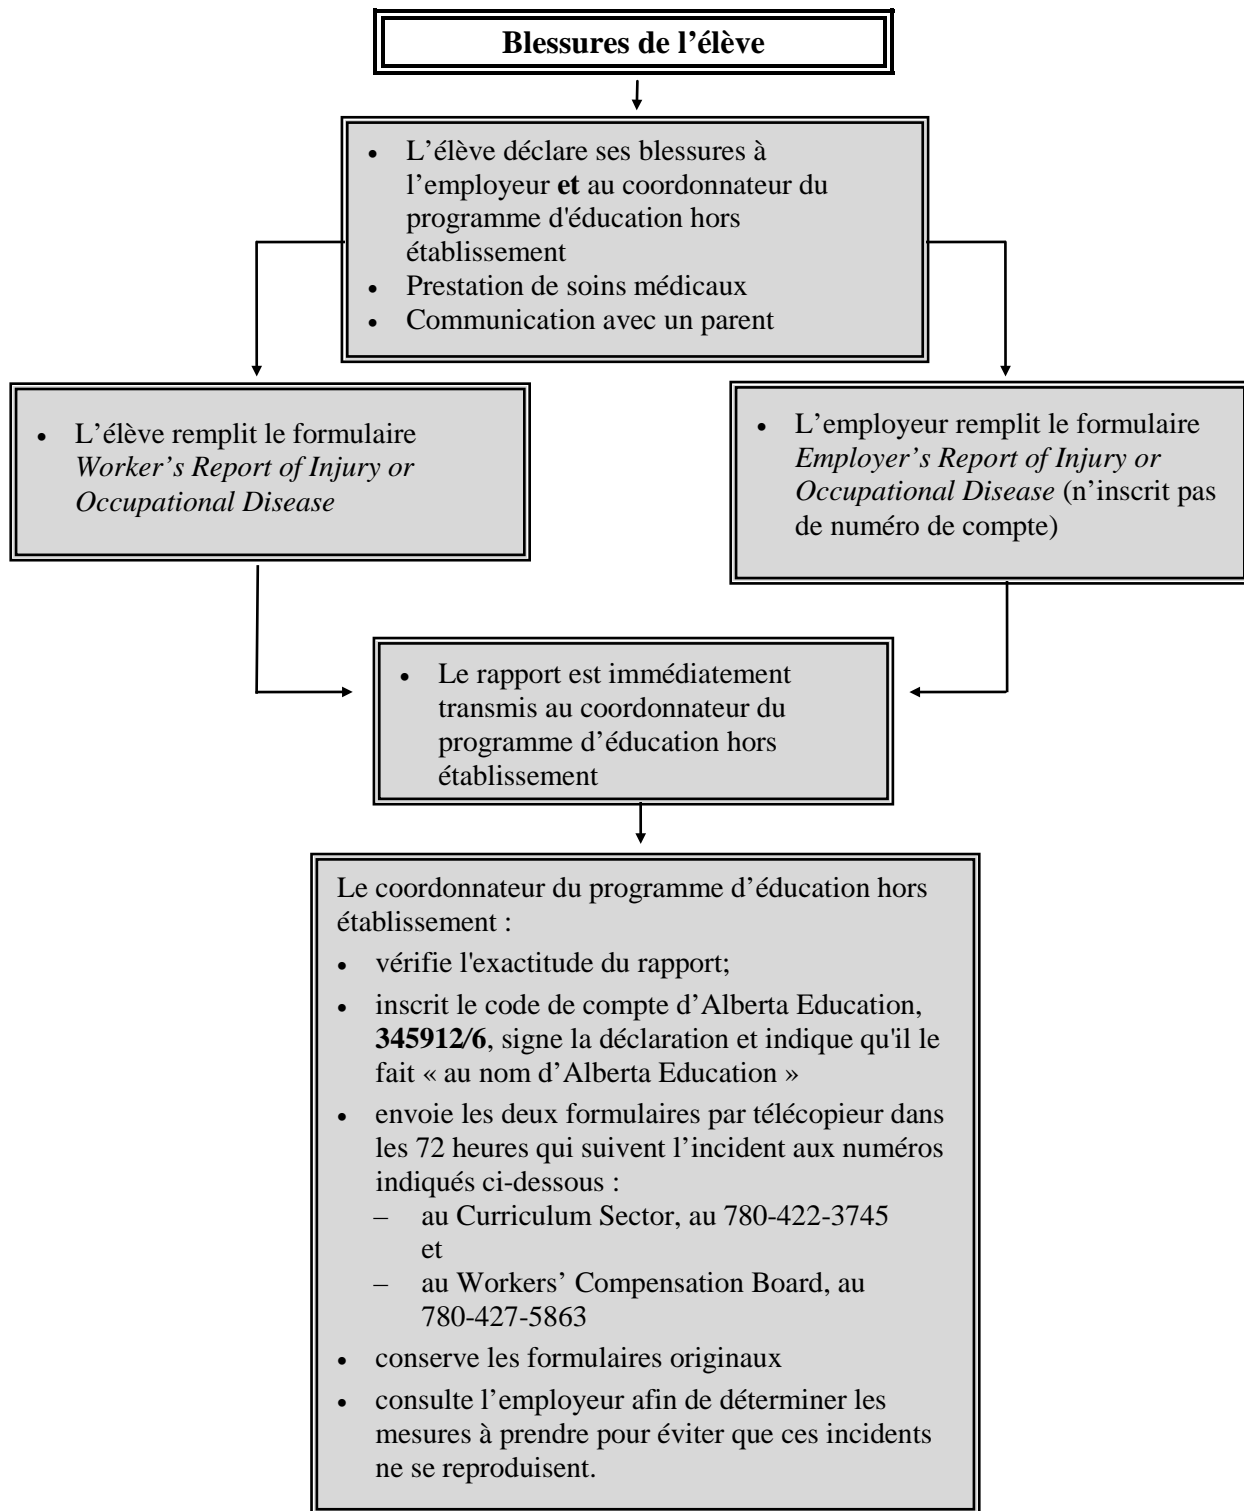 Blessures de l’élève
• L’élève déclare ses blessures à
l’employeur et au coordonnateur du
programme d'éducation hors
établissement
• Prestation de soins médicaux
• Communication avec un parent
• L’élève remplit le formulaire
Worker’s Report of Injury or
Occupational Disease
• L’employeur remplit le formulaire
Employer’s Report of Injury or
Occupational Disease (n’inscrit pas
de numéro de compte)
• Le rapport est immédiatement
transmis au coordonnateur du
programme d’éducation hors
établissement
Le coordonnateur du programme d’éducation hors
établissement :
• vérifie l'exactitude du rapport;
• inscrit le code de compte d’Alberta Education,
345912/6, signe la déclaration et indique qu'il le
fait « au nom d’Alberta Education »
• envoie les deux formulaires par télécopieur dans
les 72 heures qui suivent l’incident aux numéros
indiqués ci-dessous :
– au Curriculum Sector, au 780-422-3745
et
– au Workers’ Compensation Board, au
780-427-5863
• conserve les formulaires originaux
• consulte l’employeur afin de déterminer les
mesures à prendre pour éviter que ces incidents
ne se reproduisent.